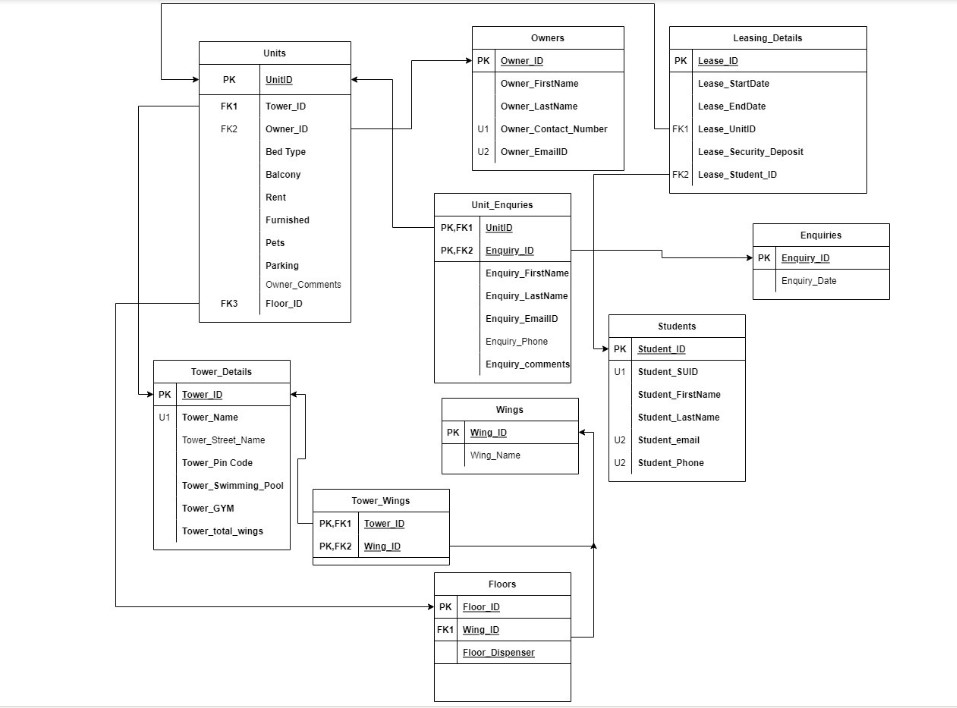 Units
PK UnitID
FK1 Tower_ID
FK2 Owner_ID
Bed Type
Balcony
Rent
Furnished
Pets
Parking
Owner_Comments
FK3 Floor_ID
Owners
PK Owner_ID
Owner_FirstName
Owner_LastName
U1 Owner_Contact_Number
U2 Owner_EmailID
Leasing_Details
PK Lease_ID
Lease_StartDate
Lease_EndDate
FK1 Lease_UnitID
Lease_Security_Deposit
FK2 Lease_Student_ID
Unit_Enquries
PK,FK1 UnitID
PK,FK2 Enquiry_ID
Enquiry_FirstName
Enquiry_LastName
Enquiry_EmailID
Enquiry_Phone
Enquiry_comments
Enquiries
PK Enquiry_ID
Enquiry_Date
Students
PK Student_ID
U1 Student_SUID
Student_FirstName
Student_LastName
U2 Student_email
U2 Student_Phone
Tower_Details
PK Tower_ID
U1 Tower_Name
Tower_Street_Name
Tower_Pin Code
Tower_Swimming_Pool
Tower_GYM
Tower_total_wings
Wings
PK Wing_ID
Wing_Name
Tower_Wings
PK,FK1 Tower_ID
PK,FK2 Wing_ID
Floors
PK Floor_ID
FK1 Wing_ID
Floor_Dispenser